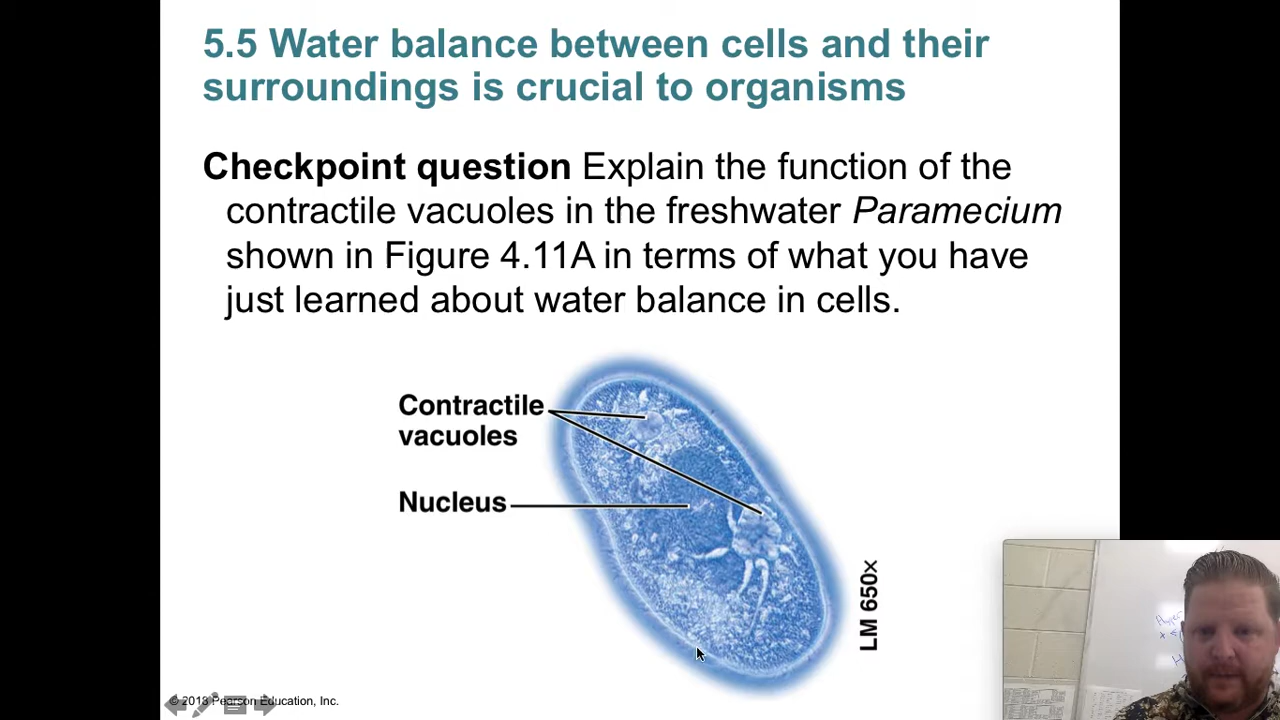 5.5 Water balance between cells and their
surroundings is crucial to organisms
Checkpoint question Explain the function of the
contractile vacuoles in the freshwater Paramecium
shown in Figure 4.11A in terms of what you have
just learned about water balance in cells.
Contractile
vacuoles
Nucleus
LM 650×
© 2018 Pearson Education, Inc.